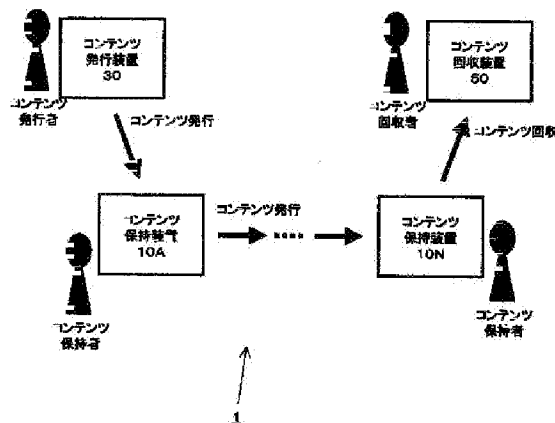 コンテンツ
発行装置
30
コンテンツ
発行者
コンテンツ発行
コンテンツ
回収装置
50
コンテンツ
回収者
コンテンツ回収
コンテンツ
保持装置
10A
コンテンツ
保持者
コンテンツ発行
コンテンツ
保持装置
10N
コンテンツ
保持者
1